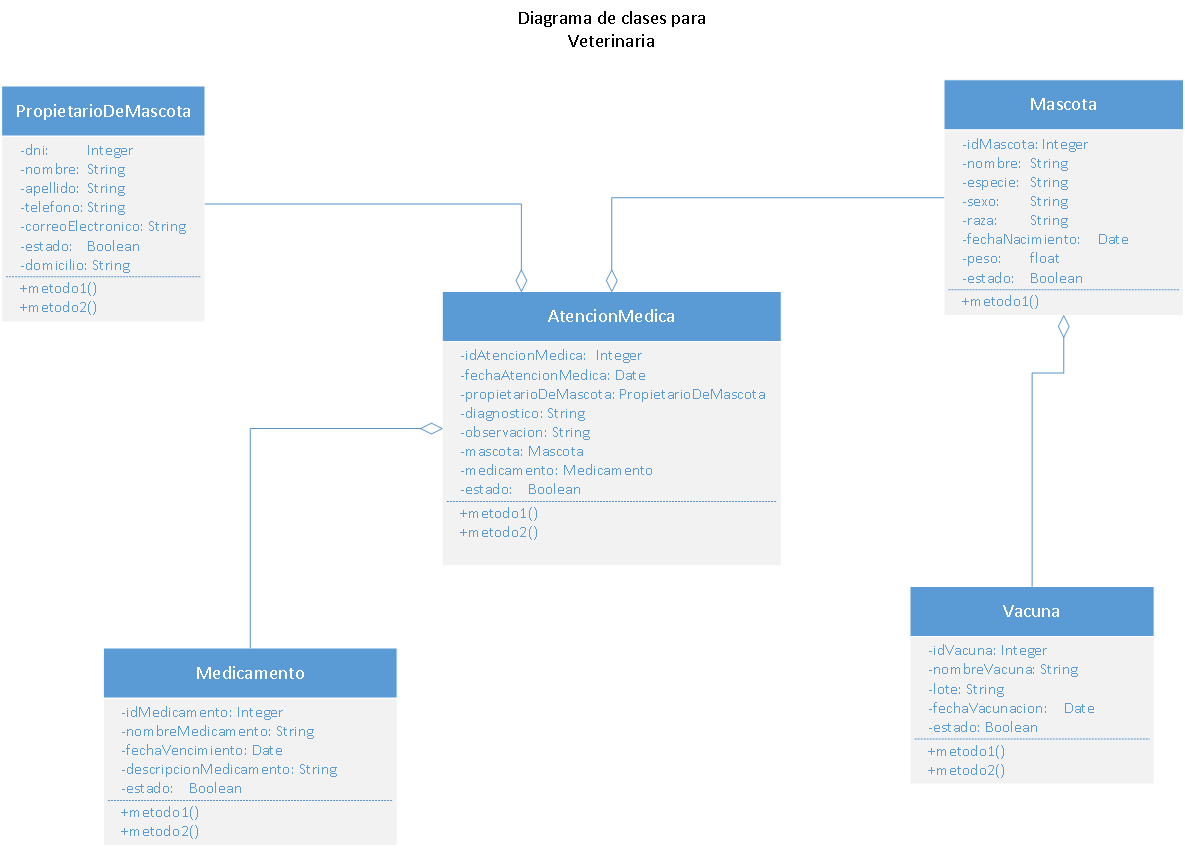 Diagrama de clases para
Veterinaria
PropietarioDeMascota
-dni: Integer
-nombre: String
-apellido: String
-telefono: String
-correoElectronico: String
-estado: Boolean
-domicilio: String
+metodo1()
+metodo2()
Mascota
-idMascota: Integer
-nombre: String
-especie: String
-sexo: String
-raza: String
-fechaNacimiento: Date
-peso: float
-estado: Boolean
+metodo1()
AtencionMedica
-idAtencionMedica: Integer
-fechaAtencionMedica: Date
-propietarioDeMascota: PropietarioDeMascota
-diagnostico: String
-observacion: String
-mascota: Mascota
-medicamento: Medicamento
-estado: Boolean
+metodo1()
+metodo2()
Medicamento
-idMedicamento: Integer
-nombreMedicamento: String
-fechaVencimiento: Date
-descripcionMedicamento: String
-estado: Boolean
+metodo1()
+metodo2()
Vacuna
-idVacuna: Integer
-nombreVacuna: String
-lote: String
-fechaVacunacion: Date
-estado: Boolean
+metodo1()
+metodo2()